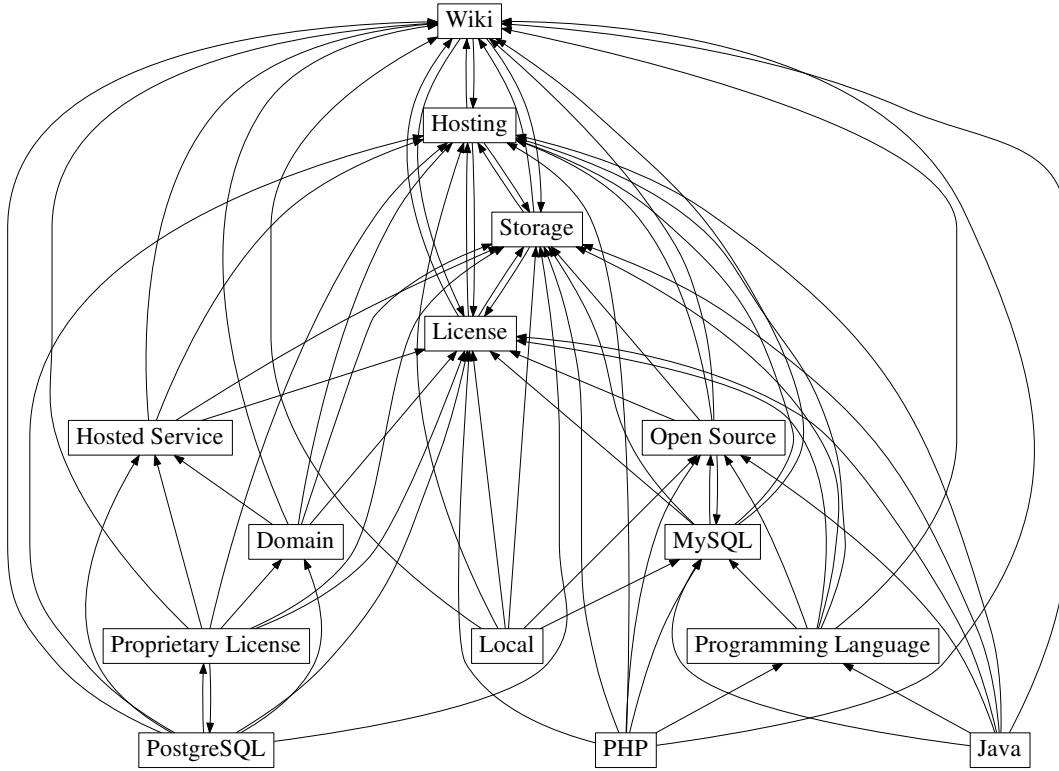 Wiki
Hosting
Storage
License
Hosted Service
Open Source
Domain
MySQL
Proprietary License
Local
Programming Language
PostgreSQL
PHP
Java